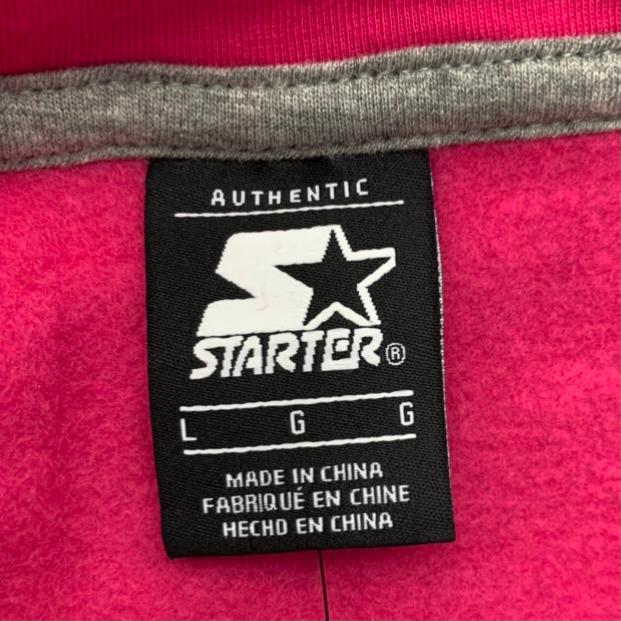 AUTHENTIC
STARTER®
L G G
MADE IN CHINA
FABRIQUÉ EN CHINE
HECHO EN CHINA